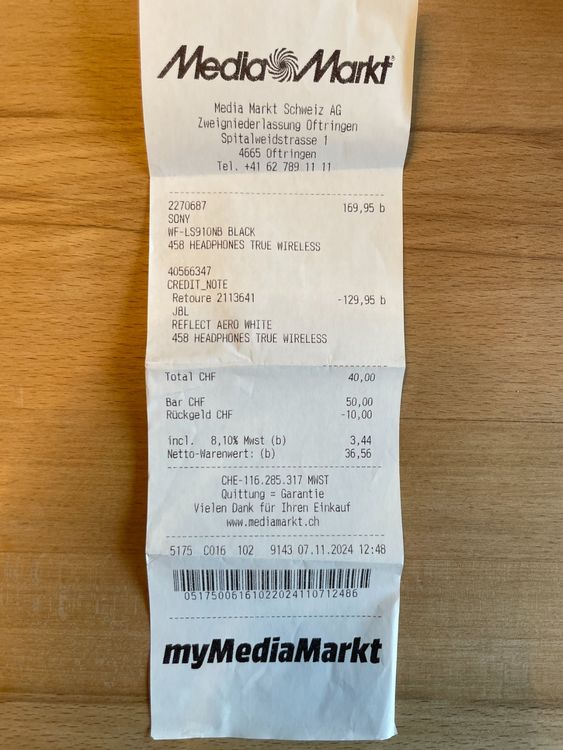 Media Markt
Media Markt Schweiz AG
Zweigniederlassung Oftringen
Spitalweidstrasse 1
4665 Oftringen
Tel. +41 62 789 11 11
2270687 169,95 b
SONY
WF-LS910NB BLACK
458 HEADPHONES TRUE WIRELESS
40566347
CREDIT_NOTE
Retoure 2113641 -129,95 b
JBL
REFLECT AERO WHITE
458 HEADPHONES TRUE WIRELESS
Total CHF 40,00
Bar CHF 50,00
Rückgeld CHF -10,00
incl. 8,10% Mwst (b) 3,44
Netto-Warenwert: (b) 36,56
CHE-116.285.317 MWST
Quittung = Garantie
Vielen Dank für Ihren Einkauf
www.mediamarkt.ch
5175 C016 102 9143 07.11.2024 12:48
05175006161022024110712486
myMediaMarkt